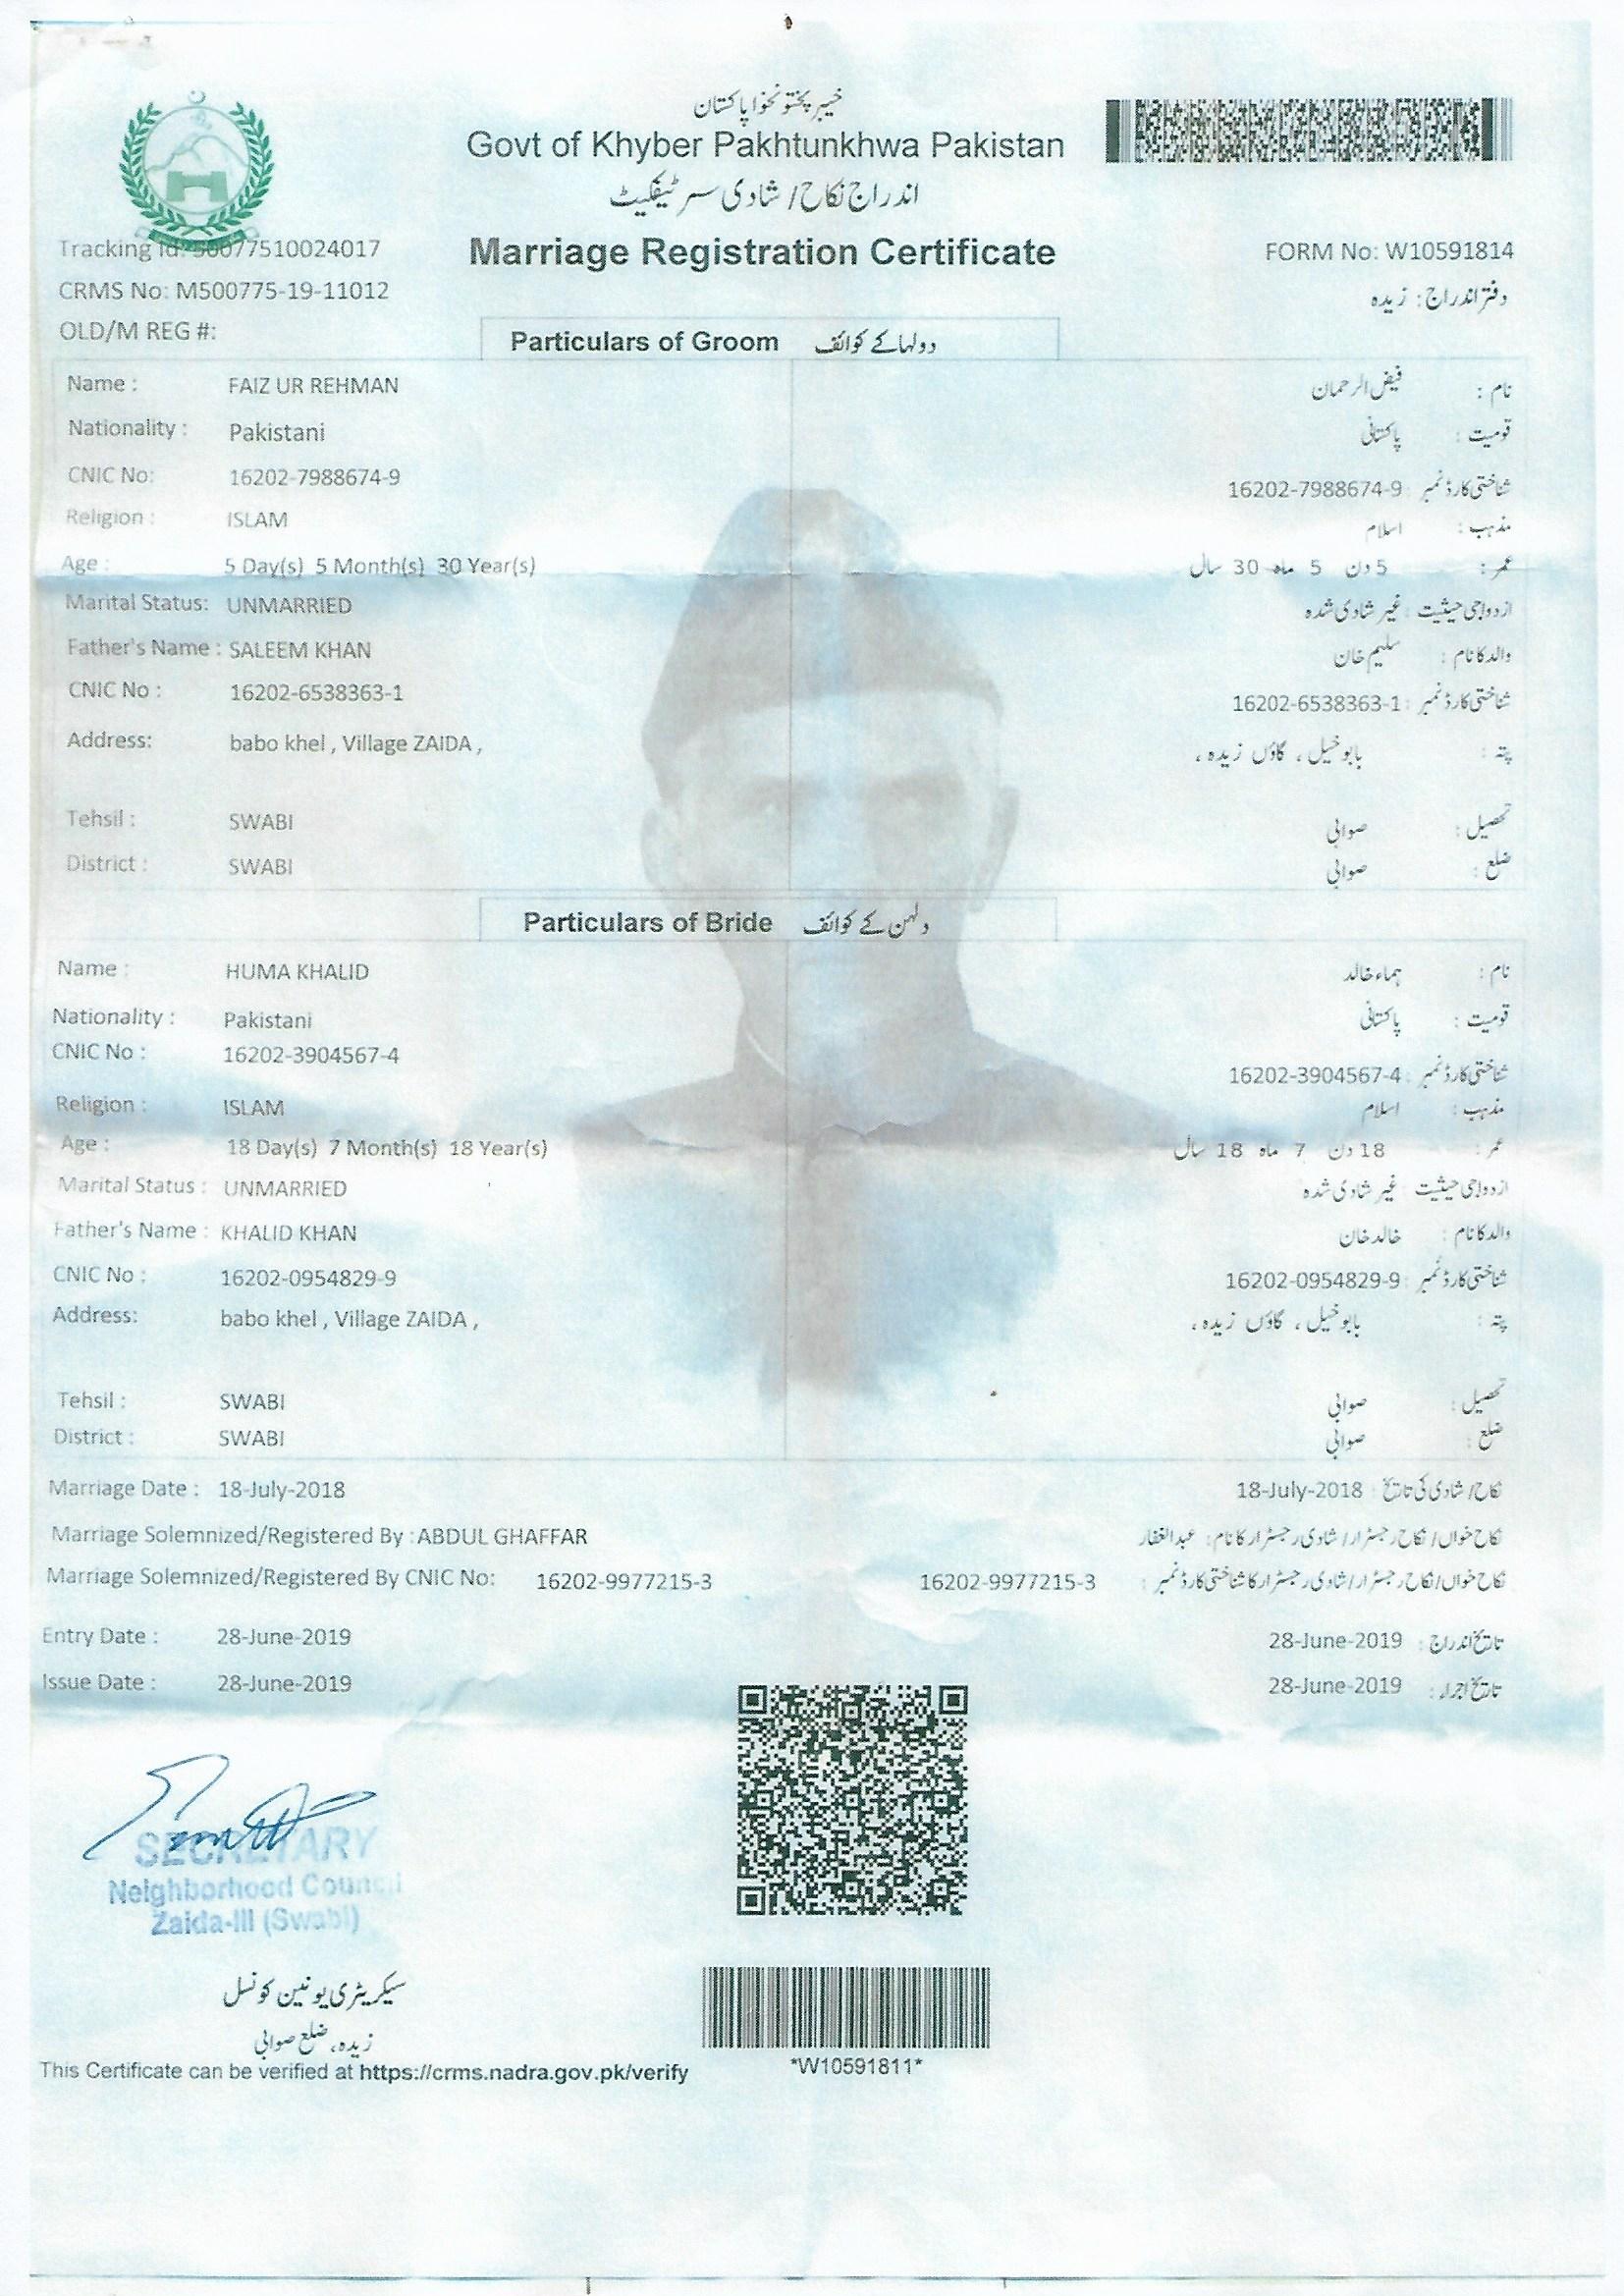 خیبر پختونخوا پاکستان
Govt of Khyber Pakhtunkhwa Pakistan
اندراج نکاح/ شادی سرٹیفکیٹ
Tracking Id: 50077510024017
Marriage Registration Certificate
FORM No: W10591814
CRMS No: M500775-19-11012
دفتر اندراج: زیدہ
OLD/M REG #:
Particulars of Groom دولہا کے کوائف
Name : FAIZ UR REHMAN نام : فیض الرحمان
Nationality : Pakistani قومیت : پاکستانی
CNIC No: 16202-7988674-9 شناختی کارڈ نمبر : 16202-7988674-9
Religion : ISLAM مذہب : اسلام
Age : 5 Day(s) 5 Month(s) 30 Year(s) عمر : 5 دن 5 ماہ 30 سال
Marital Status: UNMARRIED ازدواجی حیثیت : غیر شادی شدہ
Father's Name : SALEEM KHAN والد کا نام : سلیم خان
CNIC No : 16202-6538363-1 شناختی کارڈ نمبر : 16202-6538363-1
Address: babo khel , Village ZAIDA , پتہ : بابو خیل ، گاؤں زیدہ ،
Tehsil : SWABI تحصیل : صوابی
District : SWABI ضلع : صوابی
Particulars of Bride دلہن کے کوائف
Name : HUMA KHALID نام : ہماء خالد
Nationality : Pakistani قومیت : پاکستانی
CNIC No : 16202-3904567-4 شناختی کارڈ نمبر : 16202-3904567-4
Religion : ISLAM مذہب : اسلام
Age : 18 Day(s) 7 Month(s) 18 Year(s) عمر : 18 دن 7 ماہ 18 سال
Marital Status : UNMARRIED ازدواجی حیثیت غیر شادی شدہ
Father's Name : KHALID KHAN والد کا نام : خالد خان
CNIC No : 16202-0954829-9 شناختی کارڈ نمبر : 16202-0954829-9
Address: babo khel , Village ZAIDA , پتہ : بابو خیل ، گاؤں زیدہ ،
Tehsil : SWABI تحصیل : صوابی
District : SWABI ضلع : صوابی
Marriage Date : 18-July-2018 نکاح/ شادی کی تاریخ : 18-July-2018
Marriage Solemnized/Registered By : ABDUL GHAFFAR نکاح خواں/ نکاح رجسٹرار/ شادی رجسٹرار کا نام: عبدالغفار
Marriage Solemnized/Registered By CNIC No: 16202-9977215-3 نکاح خواں/ نکاح رجسٹرار/ شادی رجسٹرار کا شناختی کارڈ نمبر : 16202-9977215-3
Entry Date : 28-June-2019 تاریخ اندراج : 28-June-2019
Issue Date : 28-June-2019 تاریخ اجراء : 28-June-2019
SECRETARY
Neighborhood Council
Zaida-III (Swabi)
سیکریٹری یونین کونسل
زیدہ، ضلع صوابی
This Certificate can be verified at https://crms.nadra.gov.pk/verify
*W10591811*